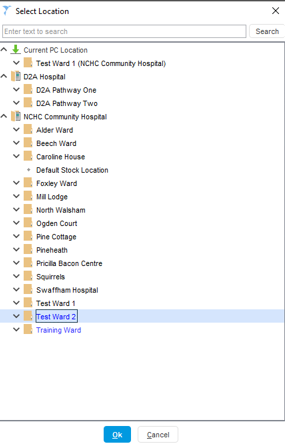 Select Location
Enter text to search
Search
Current PC Location
Test Ward 1 (NCHC Community Hospital)
D2A Hospital
D2A Pathway One
D2A Pathway Two
NCHC Community Hospital
Alder Ward
Beech Ward
Caroline House
Default Stock Location
Foxley Ward
Mill Lodge
North Walsham
Ogden Court
Pine Cottage
Pineheath
Pricilla Bacon Centre
Squirrels
Swaffham Hospital
Test Ward 1
Test Ward 2
Training Ward
Ok
Cancel